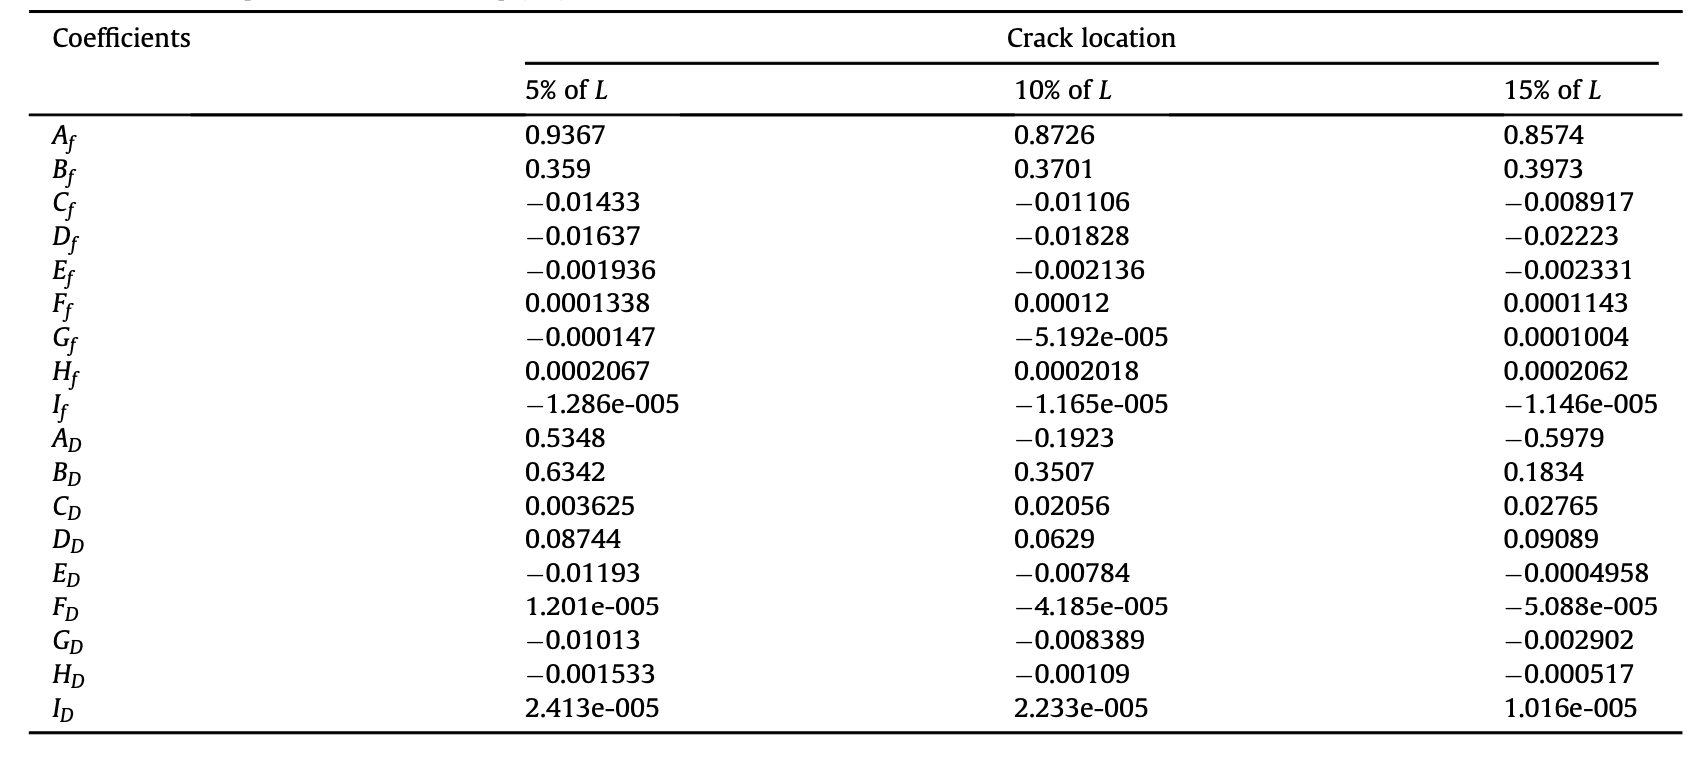 Coefficients Crack location
5% of L 10% of L 15% of L
A_f 0.9367 0.8726 0.8574
B_f 0.359 0.3701 0.3973
C_f −0.01433 −0.01106 −0.008917
D_f −0.01637 −0.01828 −0.02223
E_f −0.001936 −0.002136 −0.002331
F_f 0.0001338 0.00012 0.0001143
G_f −0.000147 −5.192e-005 0.0001004
H_f 0.0002067 0.0002018 0.0002062
I_f −1.286e-005 −1.165e-005 −1.146e-005
A_D 0.5348 −0.1923 −0.5979
B_D 0.6342 0.3507 0.1834
C_D 0.003625 0.02056 0.02765
D_D 0.08744 0.0629 0.09089
E_D −0.01193 −0.00784 −0.0004958
F_D 1.201e-005 −4.185e-005 −5.088e-005
G_D −0.01013 −0.008389 −0.002902
H_D −0.001533 −0.00109 −0.000517
I_D 2.413e-005 2.233e-005 1.016e-005